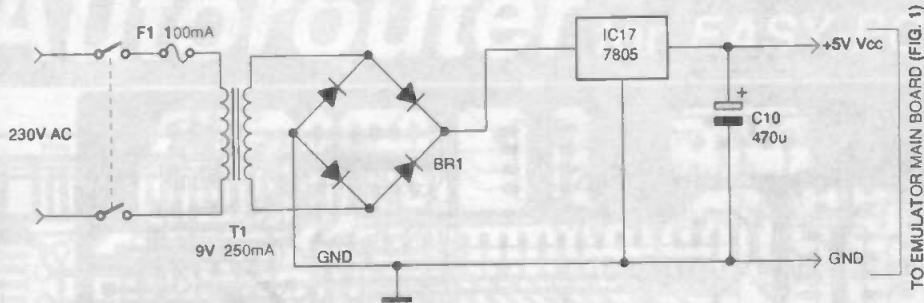 F1 100mA
230V AC
T1
9V 250mA
BR1
GND
IC17
7805
+
C10
470u
+5V Vcc
GND
TO EMULATOR MAIN BOARD (FIG. 1)